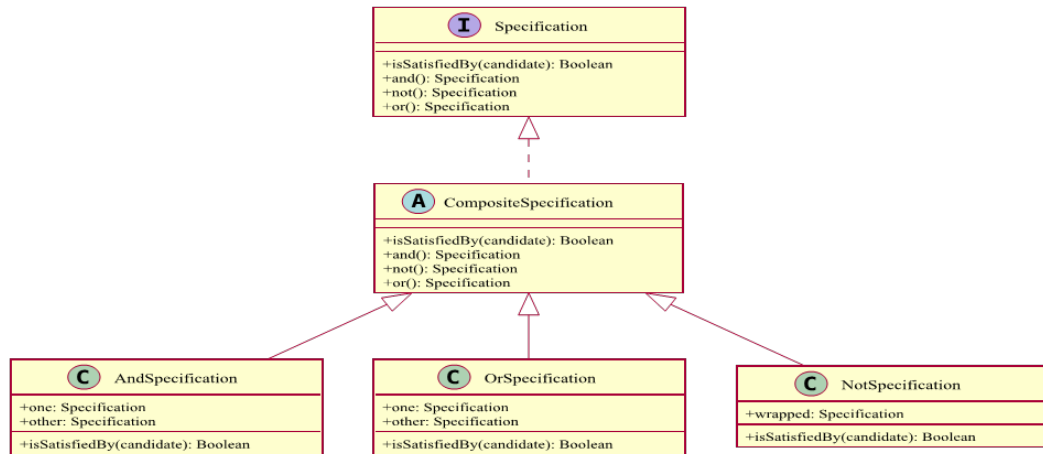 I Specification
+isSatisfiedBy(candidate): Boolean
+and(): Specification
+not(): Specification
+or(): Specification
A CompositeSpecification
+isSatisfiedBy(candidate): Boolean
+and(): Specification
+not(): Specification
+or(): Specification
C AndSpecification
+one: Specification
+other: Specification
+isSatisfiedBy(candidate): Boolean
C OrSpecification
+one: Specification
+other: Specification
+isSatisfiedBy(candidate): Boolean
C NotSpecification
+wrapped: Specification
+isSatisfiedBy(candidate): Boolean